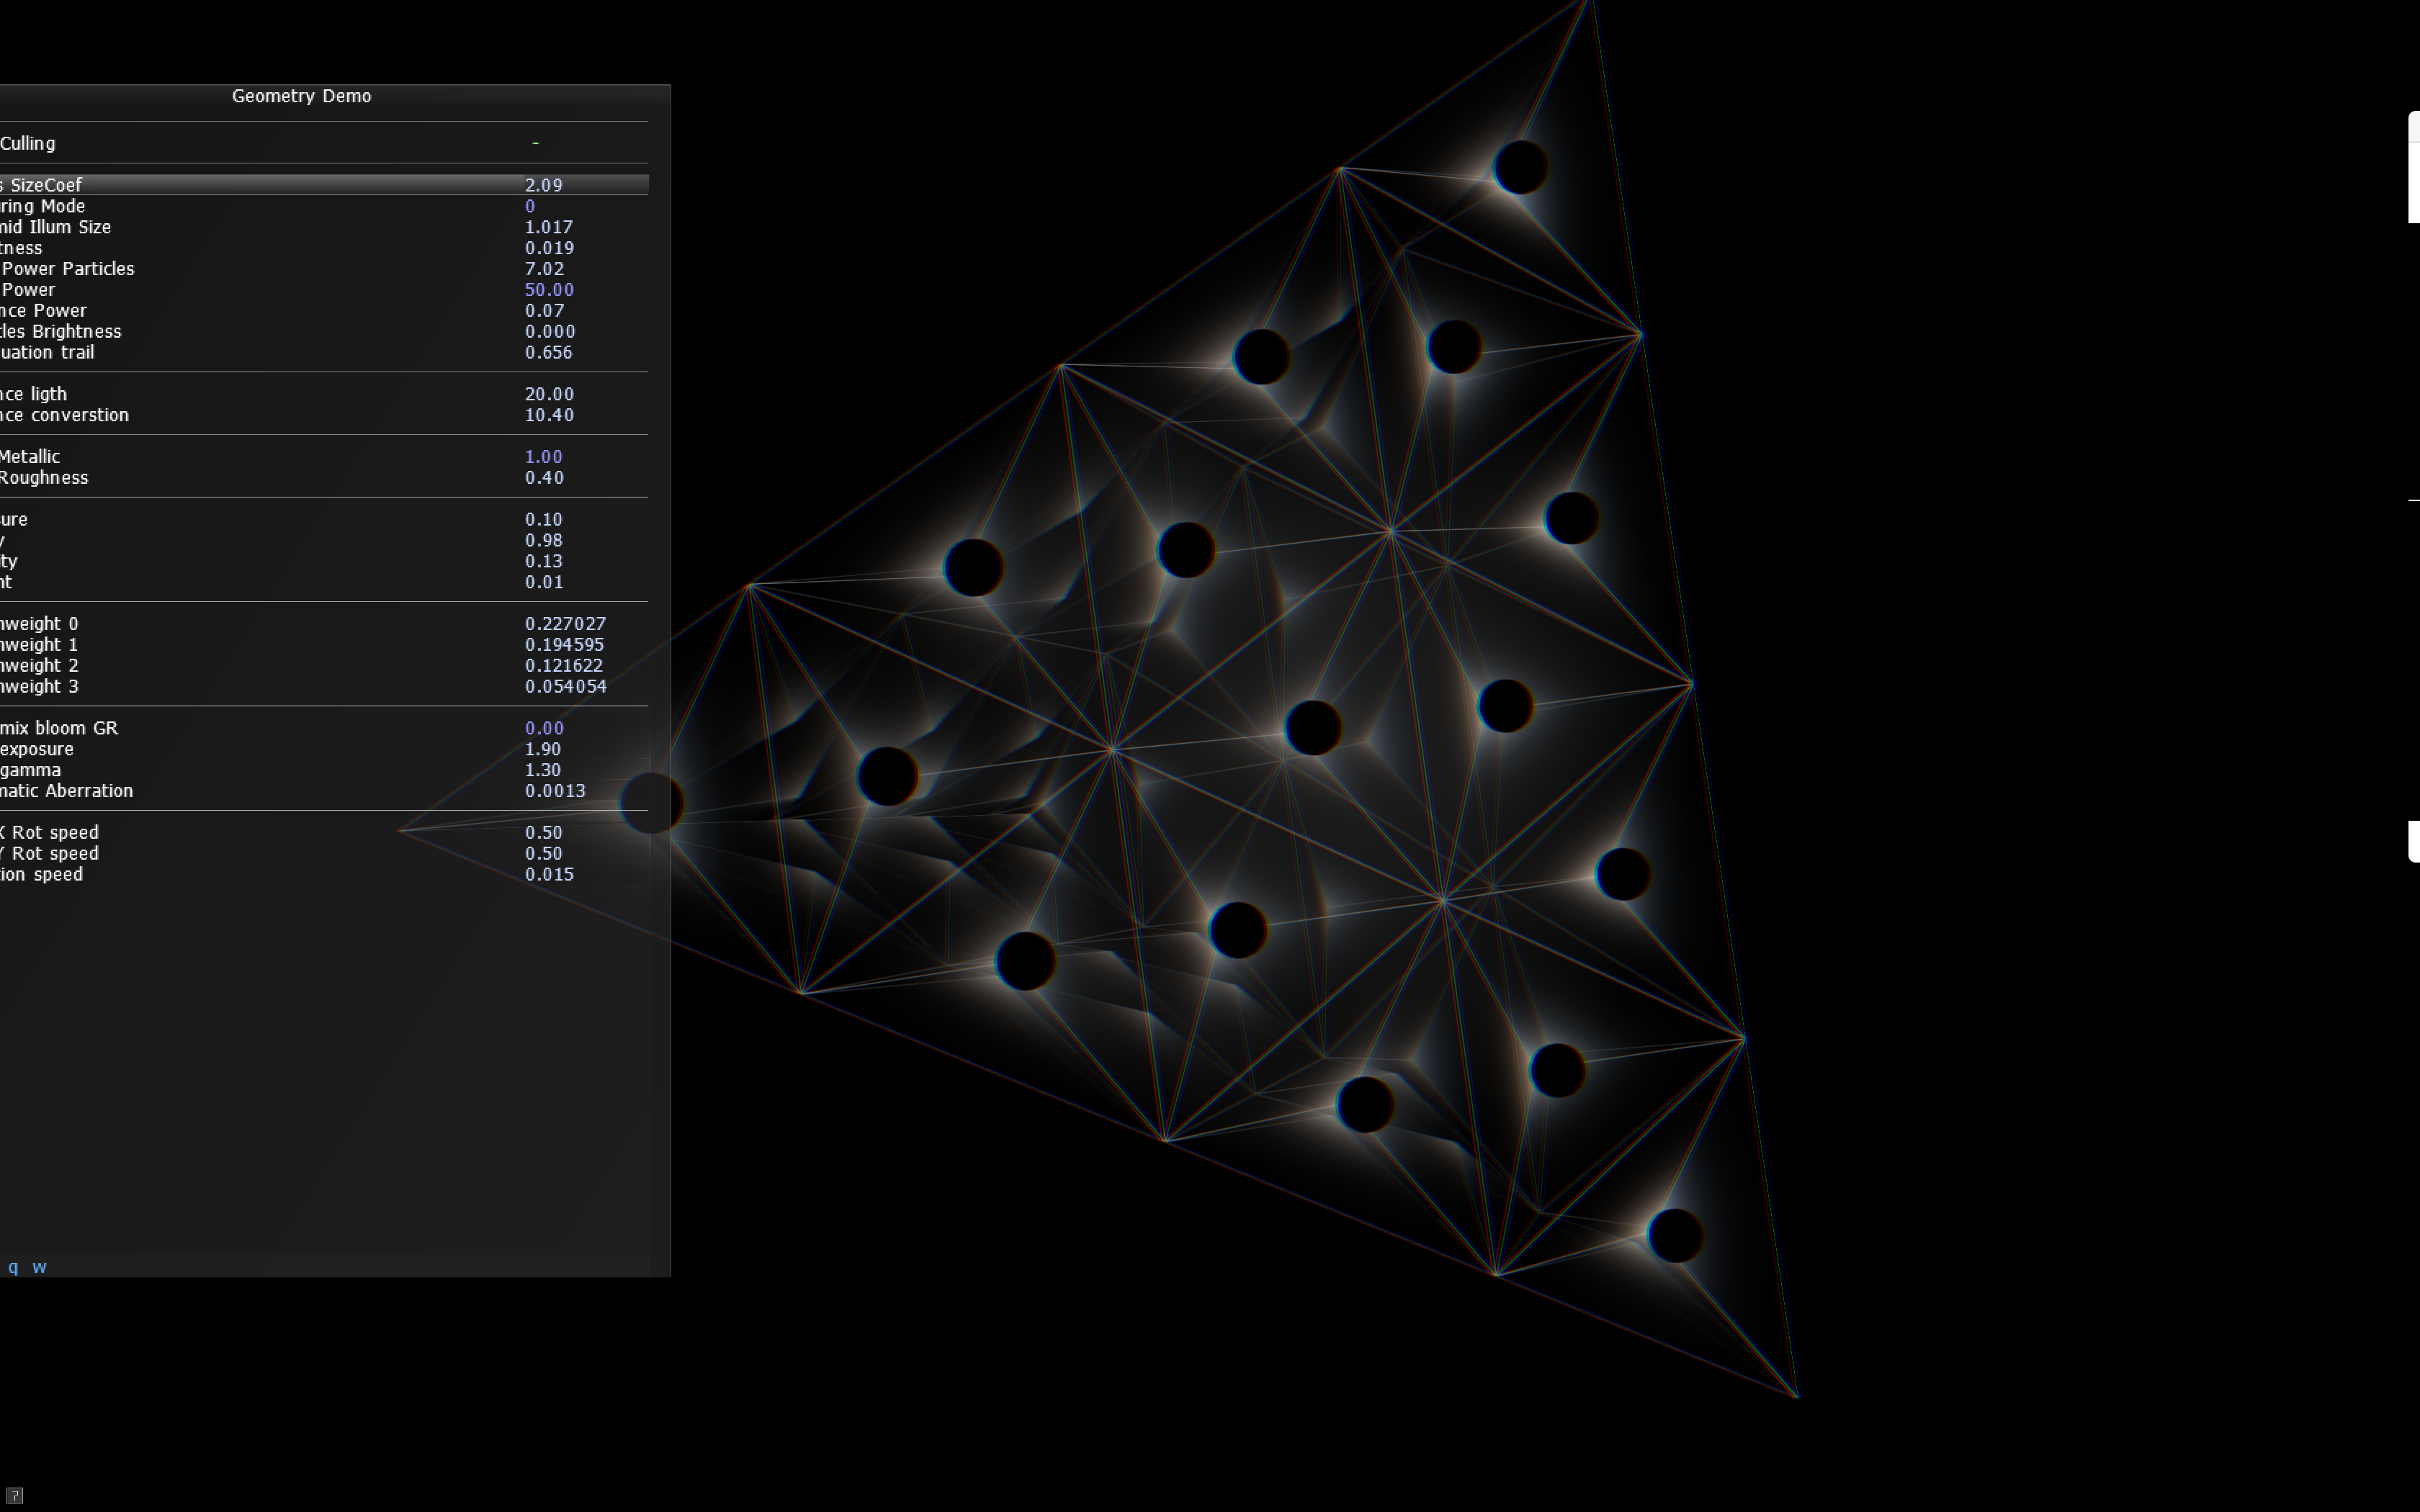 Geometry Demo
Culling -
s SizeCoef 2.09
ring Mode 0
mid Illum Size 1.017
tness 0.019
Power Particles 7.02
Power 50.00
nce Power 0.07
les Brightness 0.000
uation trail 0.656
nce ligth 20.00
nce converstion 10.40
Metallic 1.00
Roughness 0.40
sure 0.10
y 0.98
ity 0.13
nt 0.01
nweight 0 0.227027
nweight 1 0.194595
nweight 2 0.121622
nweight 3 0.054054
mix bloom GR 0.00
exposure 1.90
gamma 1.30
matic Aberration 0.0013
X Rot speed 0.50
Y Rot speed 0.50
ion speed 0.015
q w
?